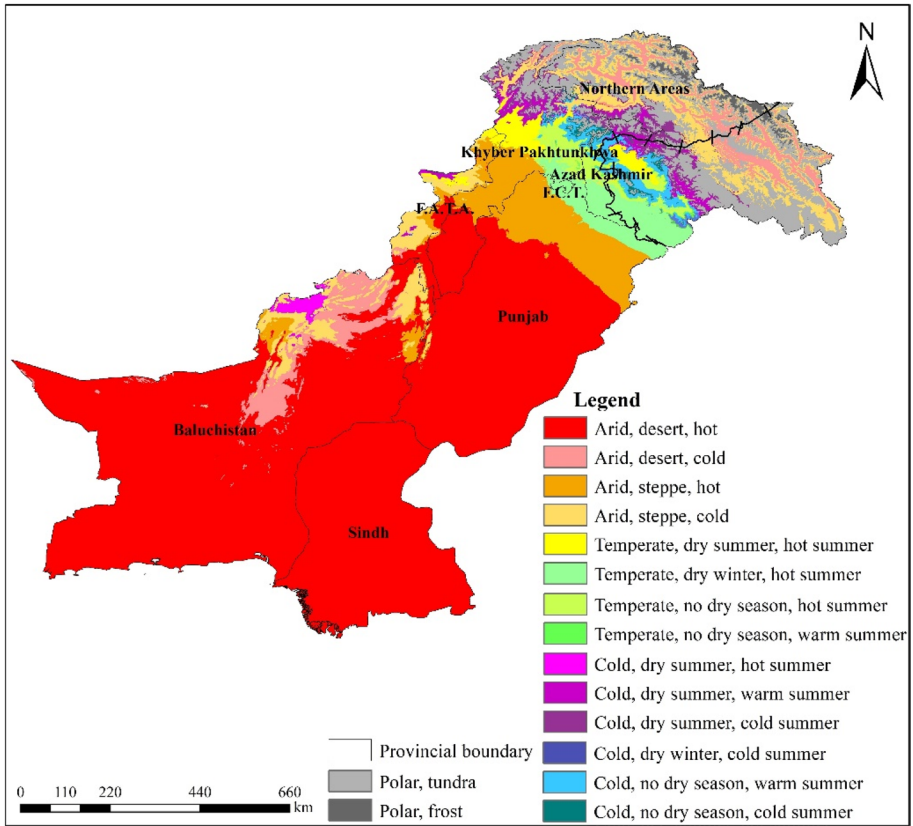 N
Northern Areas
Khyber Pakhtunkhwa
Azad Kashmir
F.C.T.
F.A.T.A.
Punjab
Baluchistan
Sindh
Legend
Arid, desert, hot
Arid, desert, cold
Arid, steppe, hot
Arid, steppe, cold
Temperate, dry summer, hot summer
Temperate, dry winter, hot summer
Temperate, no dry season, hot summer
Temperate, no dry season, warm summer
Cold, dry summer, hot summer
Cold, dry summer, warm summer
Cold, dry summer, cold summer
Cold, dry winter, cold summer
Cold, no dry season, warm summer
Cold, no dry season, cold summer
Provincial boundary
Polar, tundra
Polar, frost
0 110 220 440 660
km